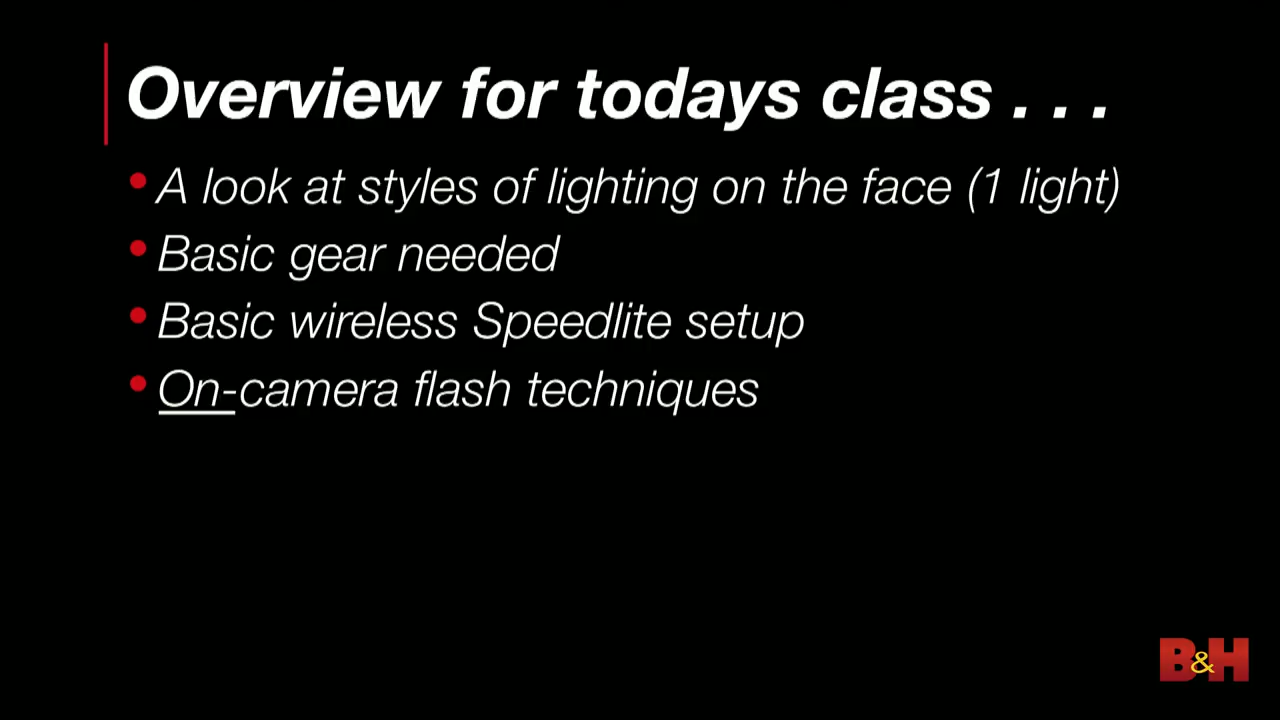 Overview for todays class . . .
• A look at styles of lighting on the face (1 light)
• Basic gear needed
• Basic wireless Speedlite setup
• On-camera flash techniques
B&H